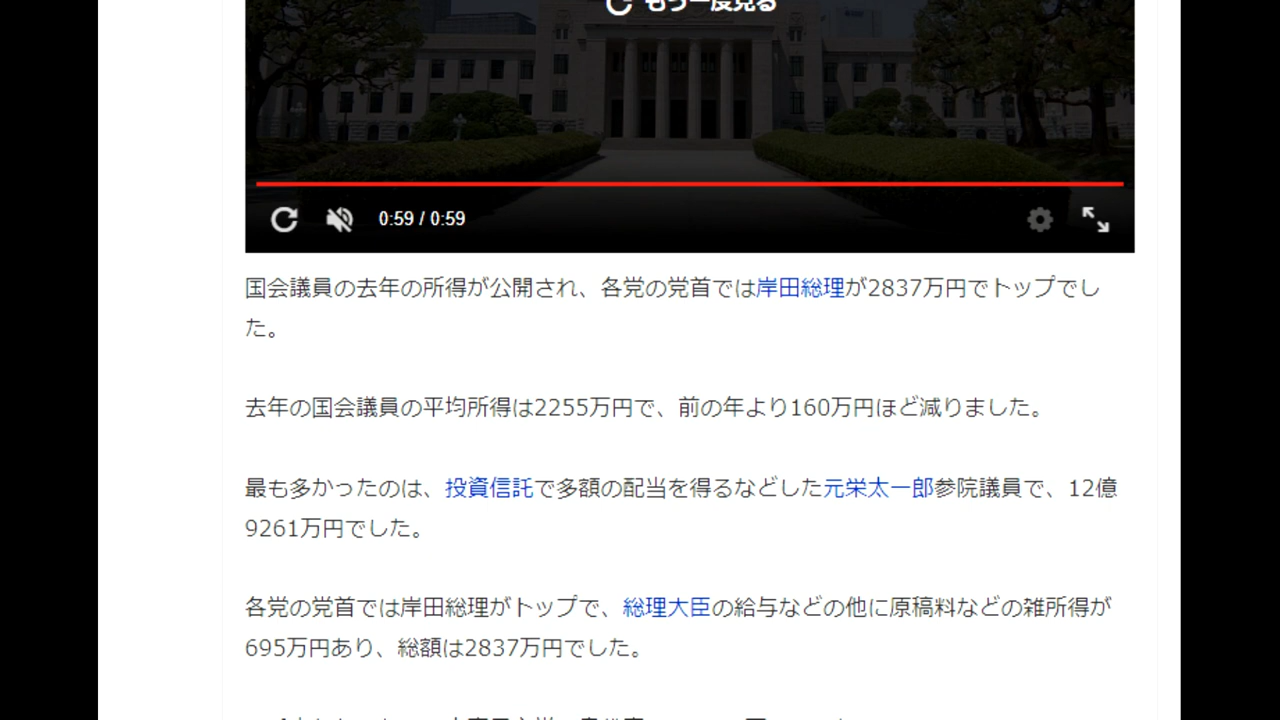 もう一度見る
0:59 / 0:59
国会議員の去年の所得が公開され、各党の党首では岸田総理が2837万円でトップでし
た。
去年の国会議員の平均所得は2255万円で、前の年より160万円ほど減りました。
最も多かったのは、投資信託で多額の配当を得るなどした元栄太一郎参院議員で、12億
9261万円でした。
各党の党首では岸田総理がトップで、総理大臣の給与などの他に原稿料などの雑所得が
695万円あり、総額は2837万円でした。